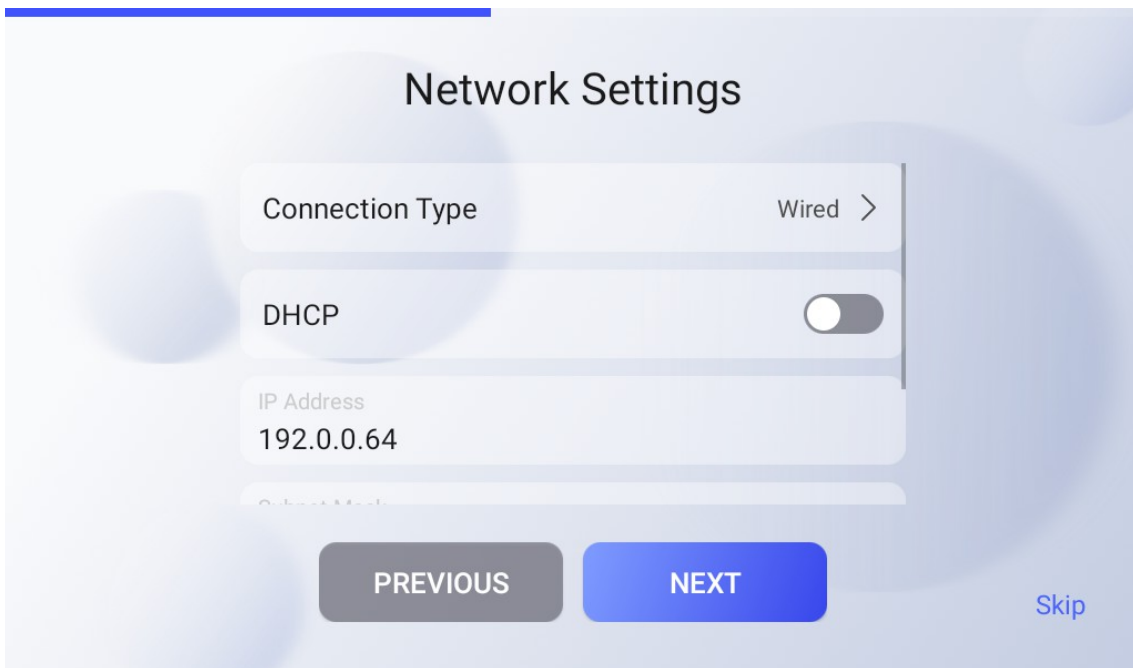 Network Settings
Connection Type
Wired
DHCP
IP Address
192.0.0.64
PREVIOUS
NEXT
Skip